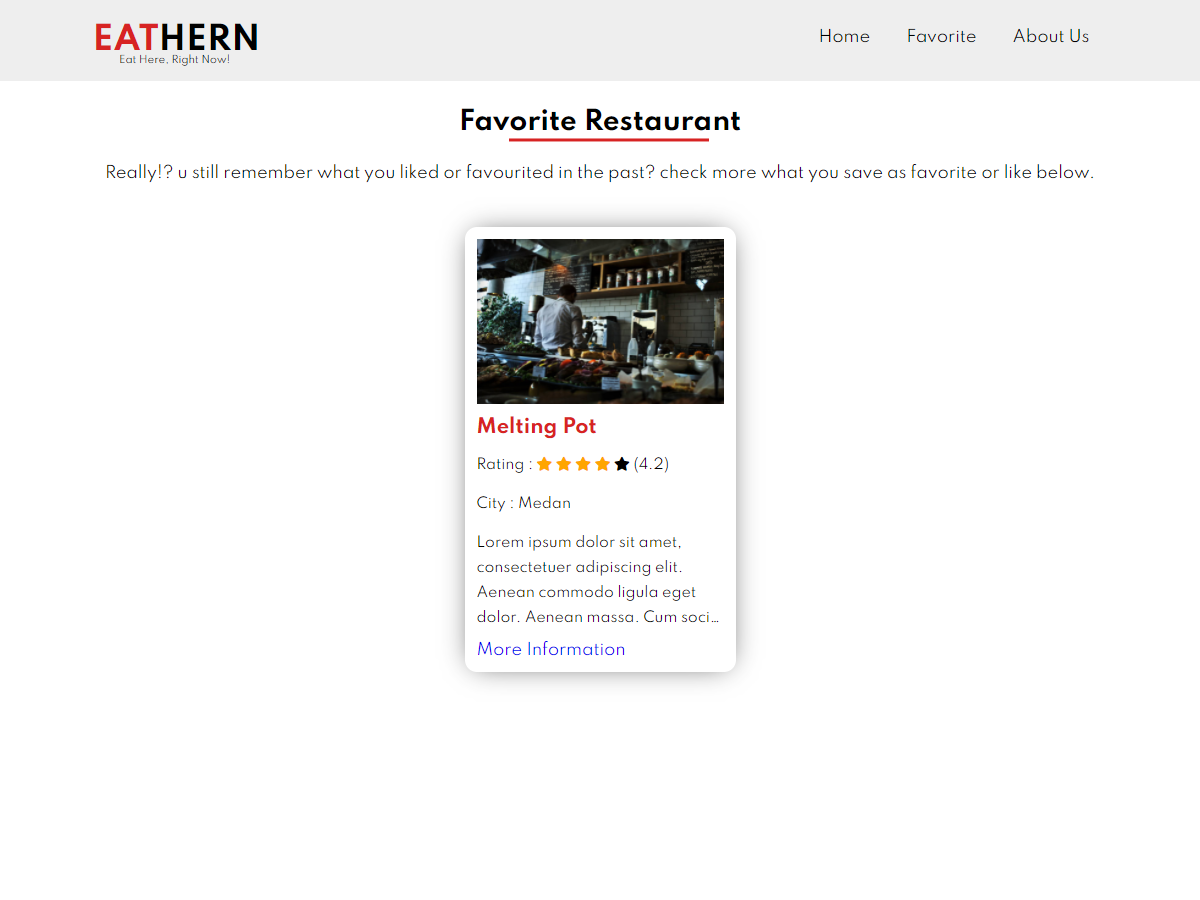 EATHERN
Eat Here, Right Now!
Home
Favorite
About Us
Favorite Restaurant
Really!? u still remember what you liked or favourited in the past? check more what you save as favorite or like below.
Melting Pot
Rating : (4.2)
City : Medan
Lorem ipsum dolor sit amet,
consectetuer adipiscing elit.
Aenean commodo ligula eget
dolor. Aenean massa. Cum soci…
More Information